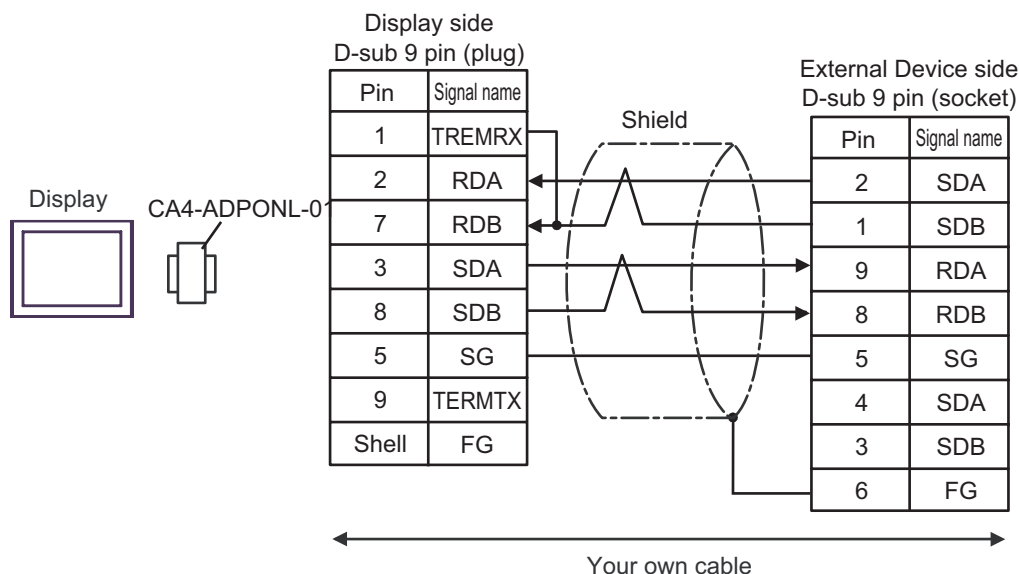 Display side
D-sub 9 pin (plug)
Pin Signal name
1 TREMRX
2 RDA
7 RDB
3 SDA
8 SDB
5 SG
9 TERMTX
Shell FG
Shield
External Device side
D-sub 9 pin (socket)
Pin Signal name
2 SDA
1 SDB
9 RDA
8 RDB
5 SG
4 SDA
3 SDB
6 FG
Display
CA4-ADPONL-01
Your own cable